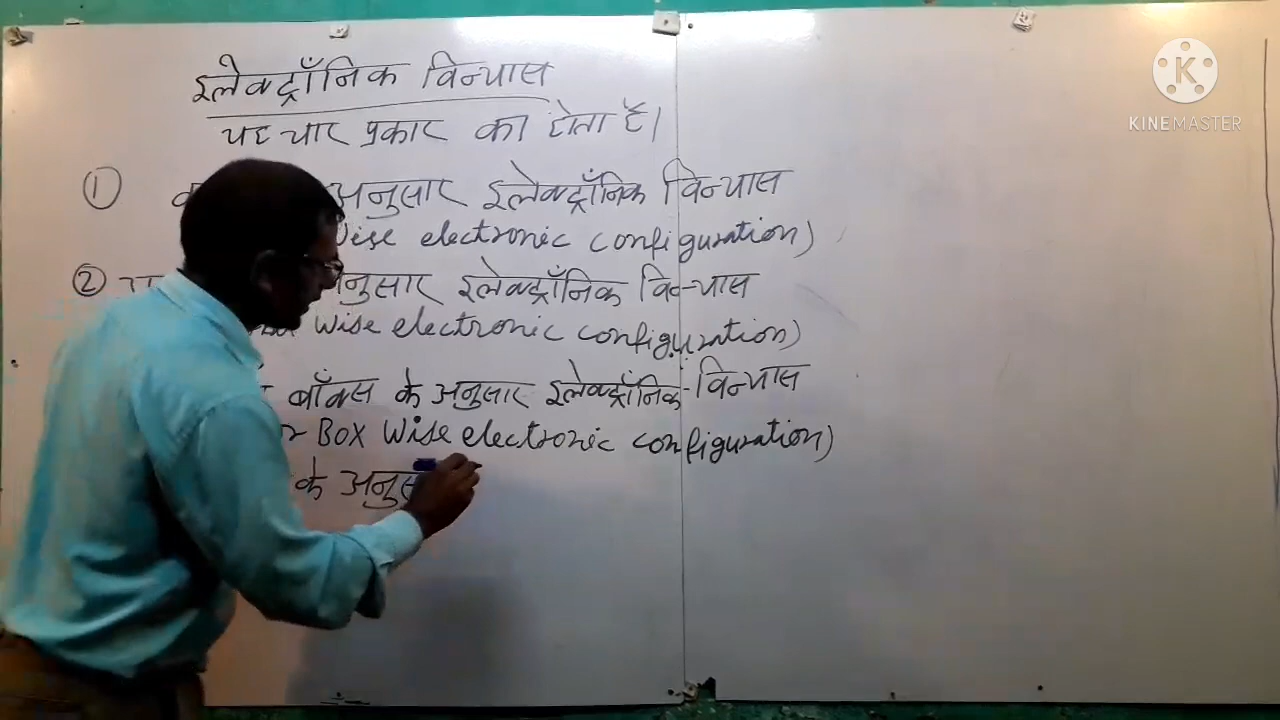 इलेक्ट्रॉनिक विन्यास
यह चार प्रकार का होता है।
① अनुसार इलेक्ट्रॉनिक विन्यास
Wise electronic configuration)
② अनुसार इलेक्ट्रॉनिक विन्यास
Wise electronic configuration)
बॉक्स के अनुसार इलेक्ट्रॉनिक विन्यास
Box Wise electronic configuration)
के अनुस
KINEMASTER